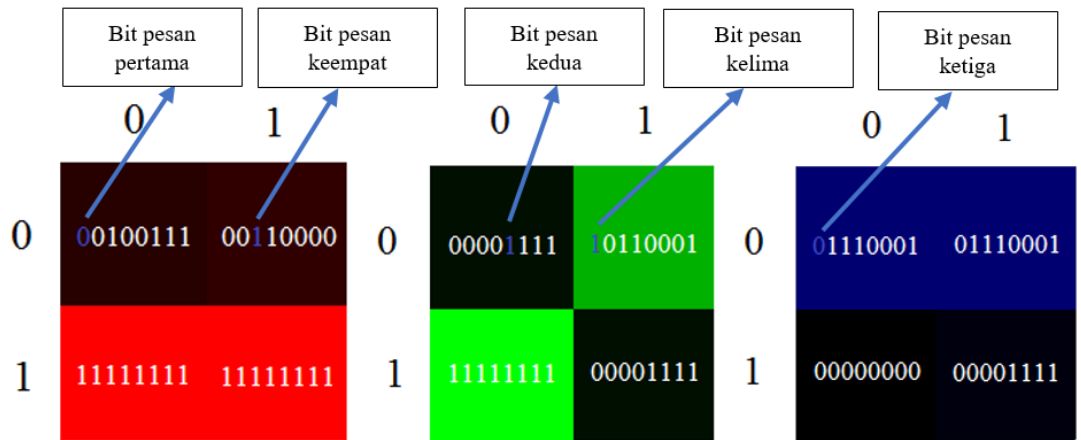 Bit pesan
pertama
Bit pesan
keempat
Bit pesan
kedua
Bit pesan
kelima
Bit pesan
ketiga
0 1
0 1
0 1
0 00100111 00110000
0 00001111 10110001
0 01110001 01110001
1 11111111 11111111
1 11111111 00001111
1 00000000 00001111